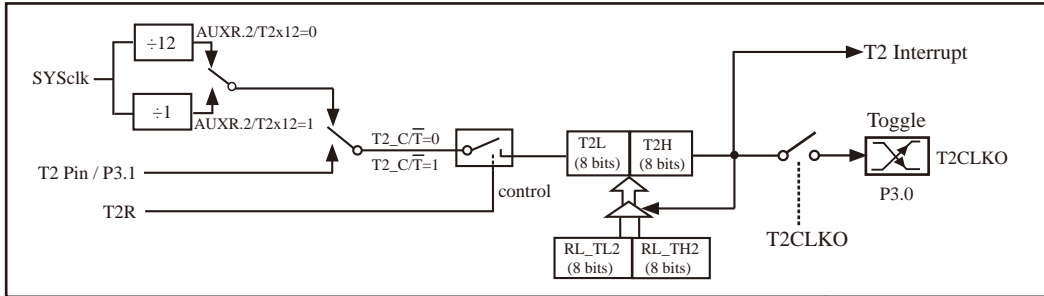 ÷12
AUXR.2/T2x12=0
SYSclk
÷1
AUXR.2/T2x12=1
T2 Interrupt
Toggle
T2_C/T̅=0
T2_C/T̅=1
T2L
(8 bits)
T2H
(8 bits)
T2CLKO
T2 Pin / P3.1
control
P3.0
T2R
T2CLKO
RL_TL2
(8 bits)
RL_TH2
(8 bits)